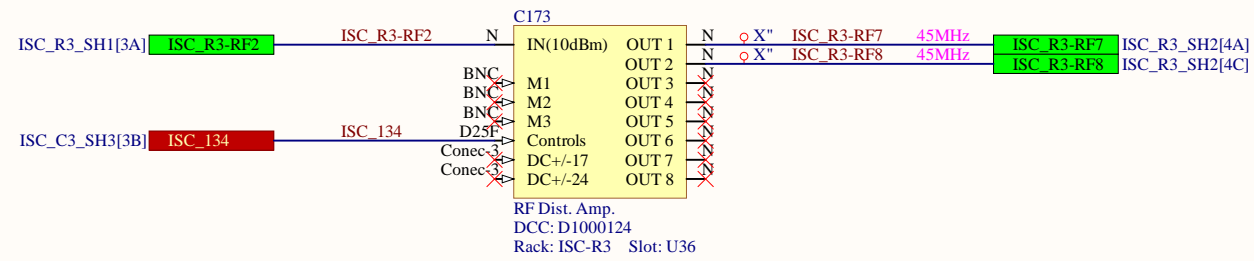 C173
ISC_R3_SH1[3A] ISC_R3-RF2 ISC_R3-RF2 N IN(10dBm) OUT 1 N X" ISC_R3-RF7 45MHz ISC_R3-RF7 ISC_R3_SH2[4A]
OUT 2 N X" ISC_R3-RF8 45MHz ISC_R3-RF8 ISC_R3_SH2[4C]
BNC M1 OUT 3 N
BNC M2 OUT 4 N
BNC M3 OUT 5 N
ISC_C3_SH3[3B] ISC_134 ISC_134 D25F Controls OUT 6 N
Conec-3 DC+/-17 OUT 7 N
Conec-3 DC+/-24 OUT 8 N
RF Dist. Amp.
DCC: D1000124
Rack: ISC-R3 Slot: U36